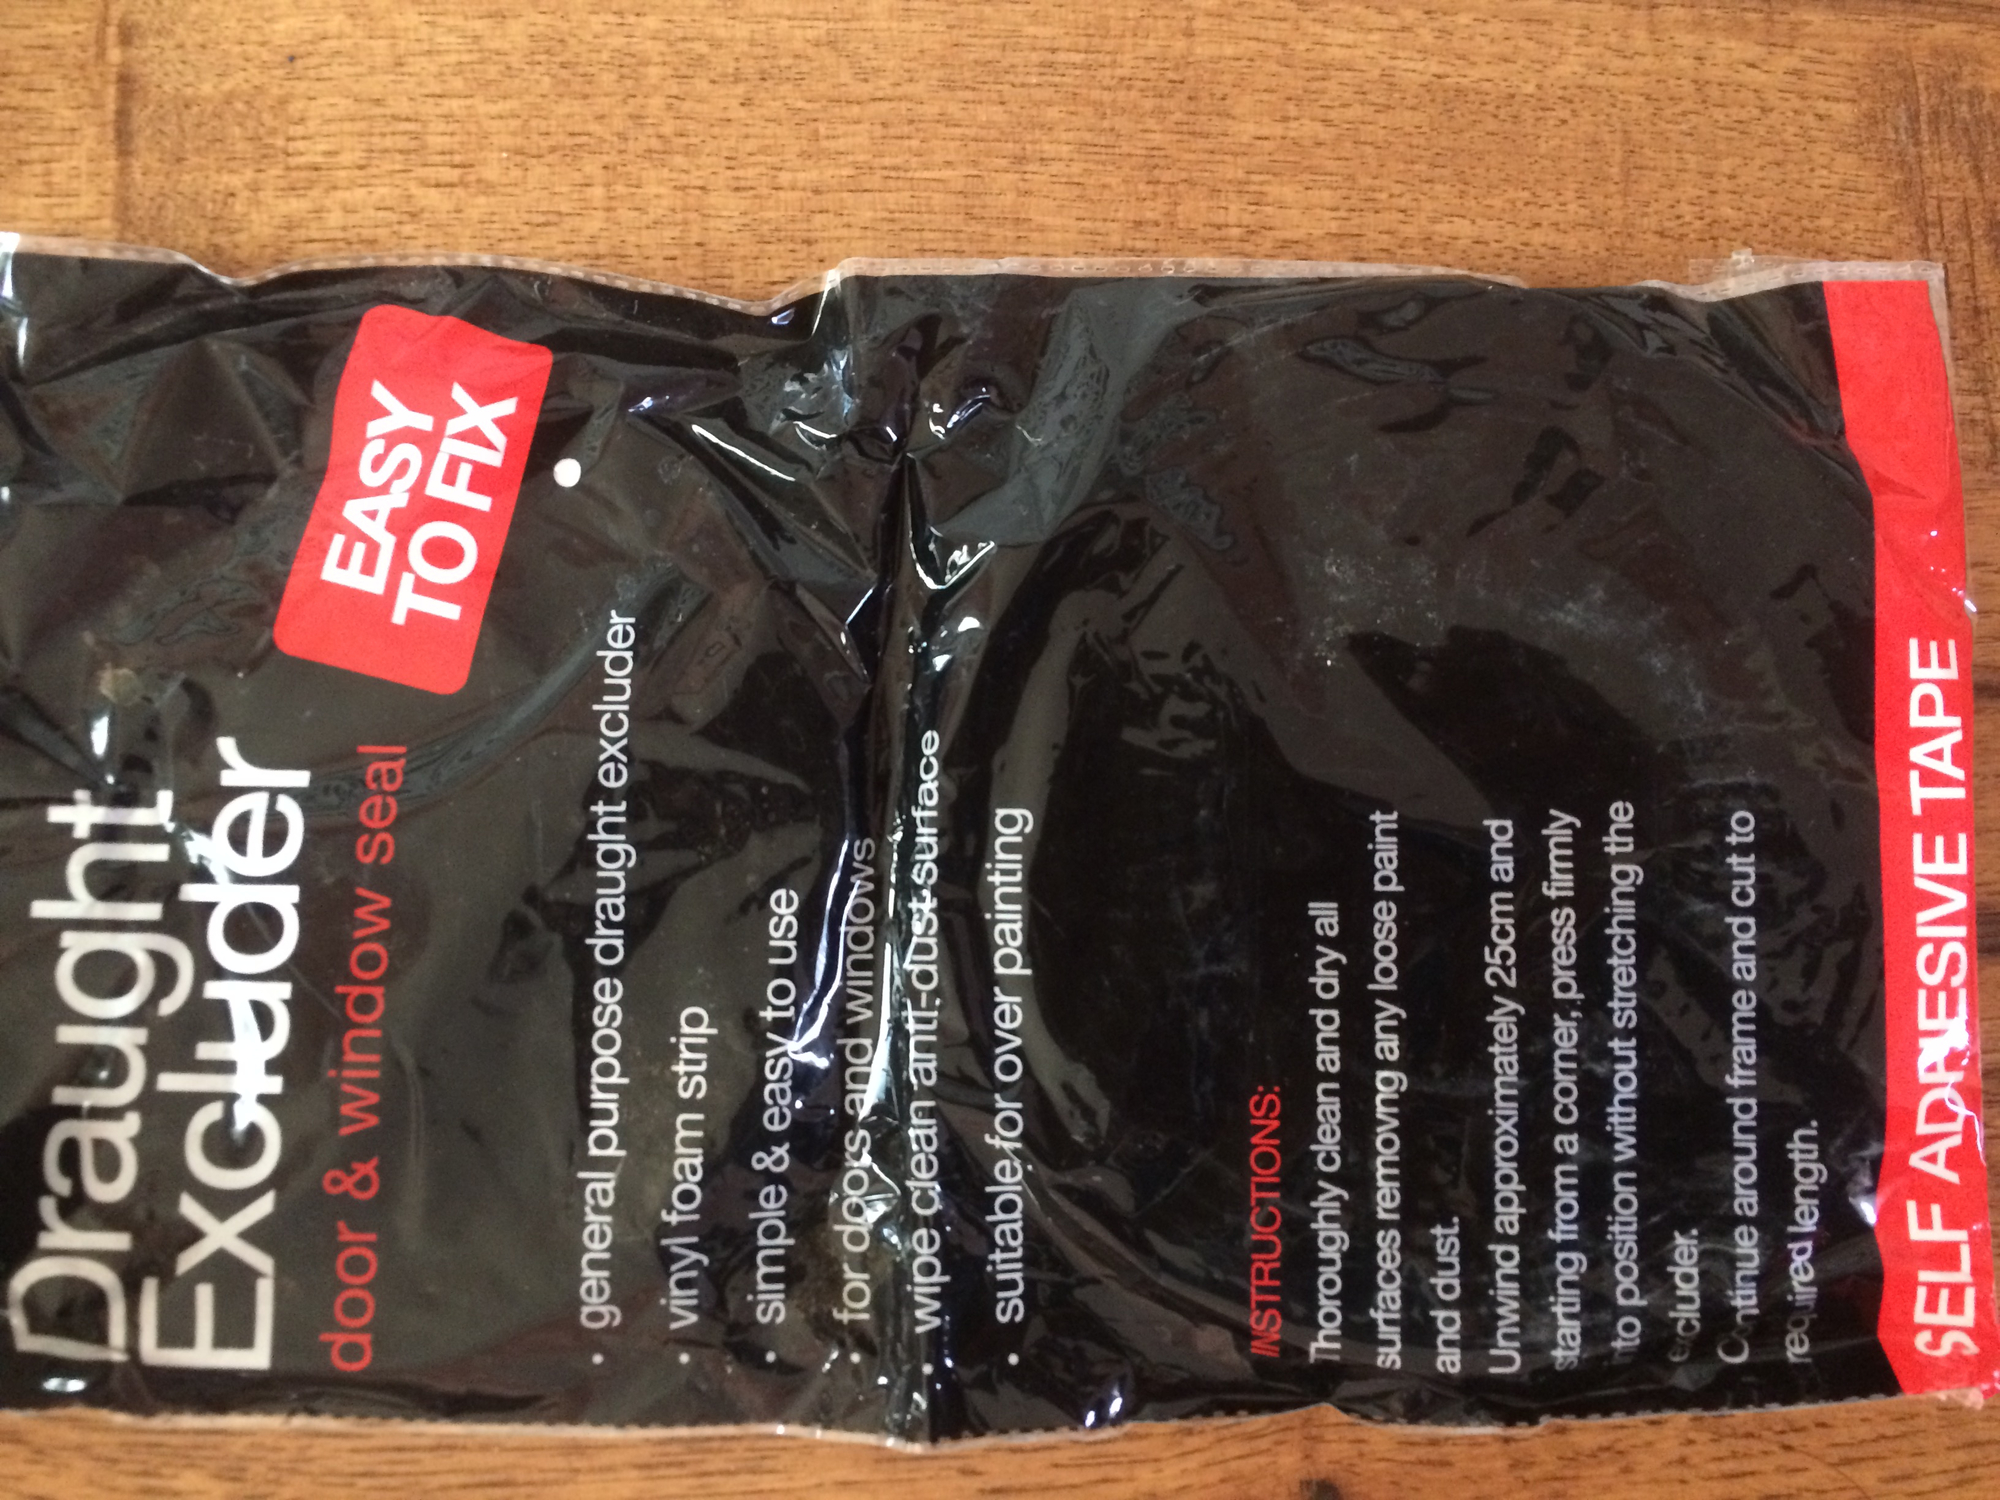 Draught
Excluder
door & window seal
EASY
TO FIX
• general purpose draught excluder
• vinyl foam strip
• simple & easy to use
• for doors and windows
• wipe clean anti-dust surface
• suitable for over painting
INSTRUCTIONS:
Thoroughly clean and dry all
surfaces removng any loose paint
and dust.
Unwind approximately 25cm and
starting from a corner, press firmly
into position without stretching the
excluder.
Continue around frame and cut to
required length.
SELF ADHESIVE TAPE